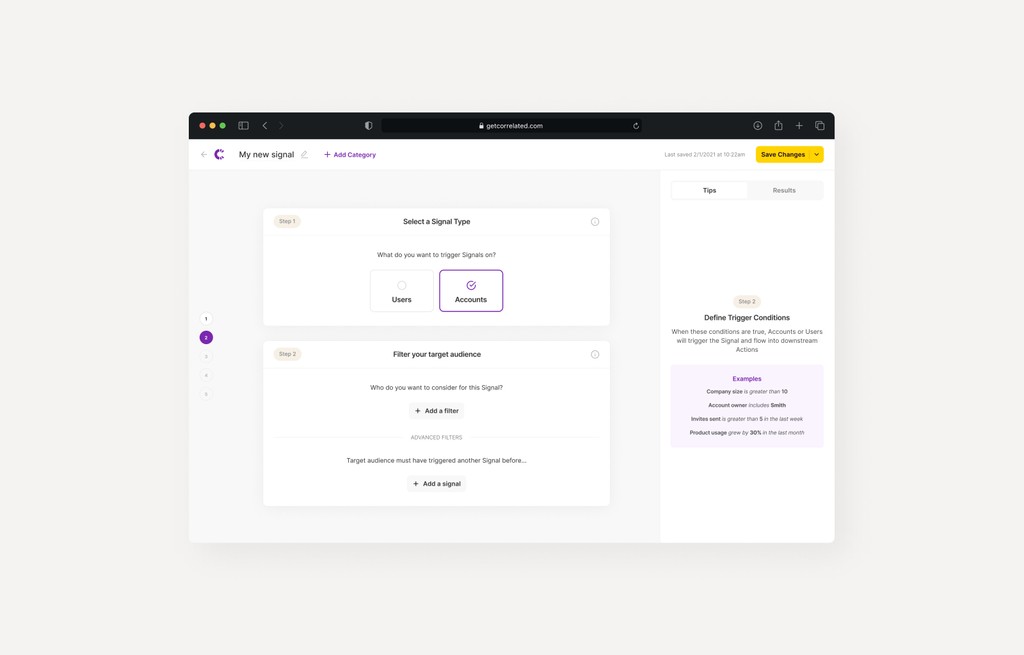 getcorrelated.com
My new signal
+ Add Category
Last saved 2/1/2021 at 10:22am
Save Changes
Tips
Results
Step 1
Select a Signal Type
What do you want to trigger Signals on?
Users
Accounts
1
2
3
4
5
Step 2
Filter your target audience
Who do you want to consider for this Signal?
+ Add a filter
ADVANCED FILTERS
Target audience must have triggered another Signal before...
+ Add a signal
Step 2
Define Trigger Conditions
When these conditions are true, Accounts or Users
will trigger the Signal and flow into downstream
Actions
Examples
Company size is greater than 10
Account owner includes Smith
Invites sent is greater than 5 in the last week
Product usage grew by 30% in the last month